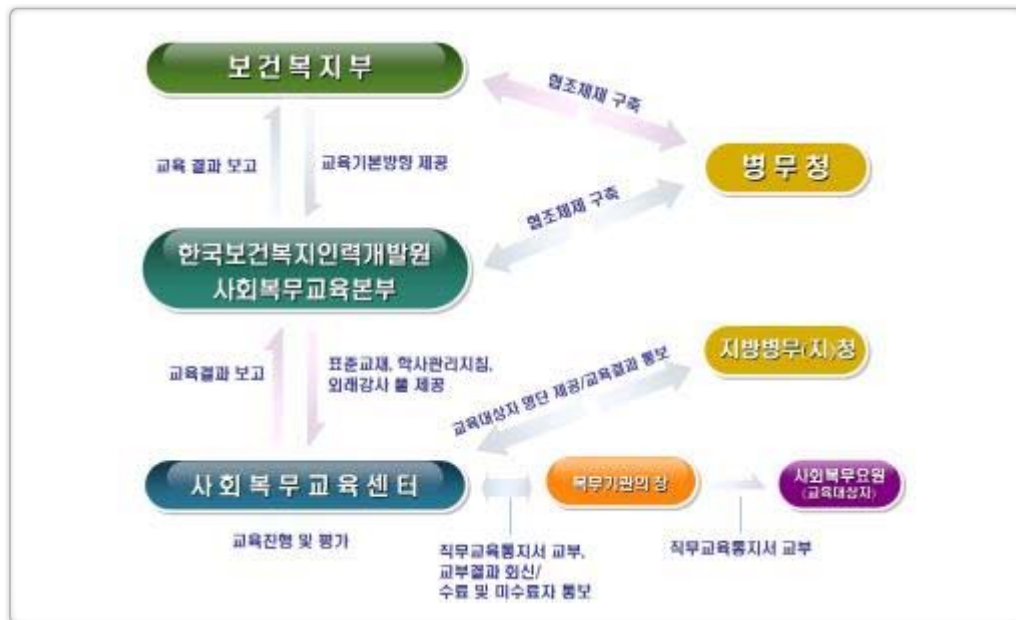 보건복지부
협조체제 구축
교육 결과 보고
교육기본방향 제공
병무청
협조체제 구축
한국보건복지인력개발원
사회복무교육본부
지방병무(지)청
교육결과 보고
표준교재, 학사관리지침,
외래강사 풀 제공
교육대상자 명단 제공/교육결과 통보
사회복무교육센터
복무기관의 장
사회복무요원
(교육대상자)
교육진행 및 평가
직무교육통지서 교부,
교부결과 회신/
수료 및 미수료자 통보
직무교육통지서 교부